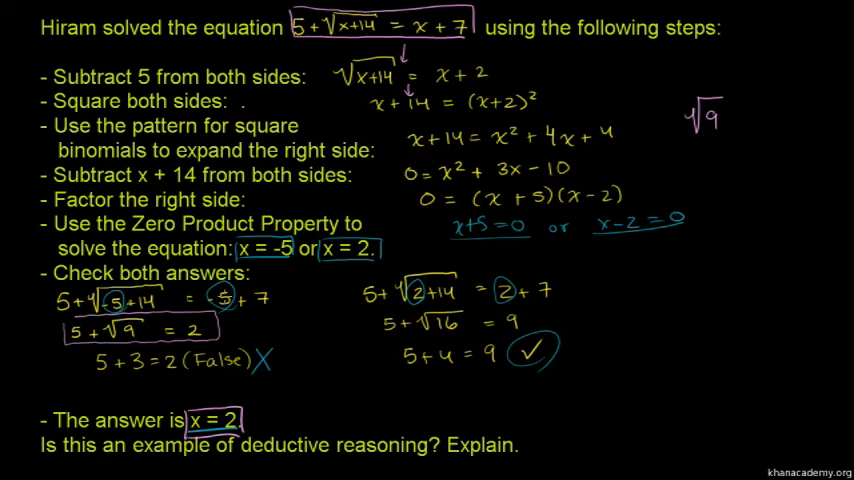 Hiram solved the equation 5 + √x+14 = x + 7 using the following steps:
- Subtract 5 from both sides: √x+14 = x + 2
- Square both sides: . x + 14 = (x+2)²
- Use the pattern for square
binomials to expand the right side: x + 14 = x² + 4x + 4
√9
- Subtract x + 14 from both sides: 0 = x² + 3x - 10
- Factor the right side: 0 = (x + 5)(x - 2)
- Use the Zero Product Property to x+5 = 0 or x-2 = 0
solve the equation: x = -5 or x = 2.
- Check both answers:
5 + √-5+14 = -5 + 7 5 + √2+14 = 2 + 7
5 + √9 = 2 5 + √16 = 9
5 + 3 = 2 (False) X 5 + 4 = 9 ✓
- The answer is x = 2.
Is this an example of deductive reasoning? Explain.
khanacademy.org